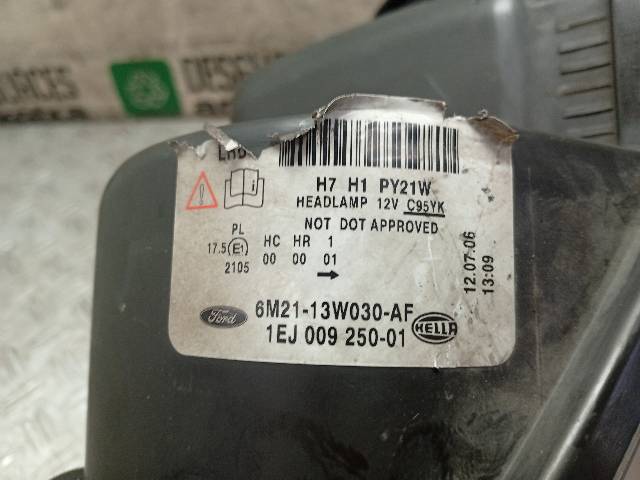 H7 H1 PY21W
HEADLAMP 12V C95YK
NOT DOT APPROVED
PL
17.5 E1
2105
HC HR 1
00 00 01
12.07.06
13:09
Ford
6M21-13W030-AF
1EJ 009 250-01
HELLA